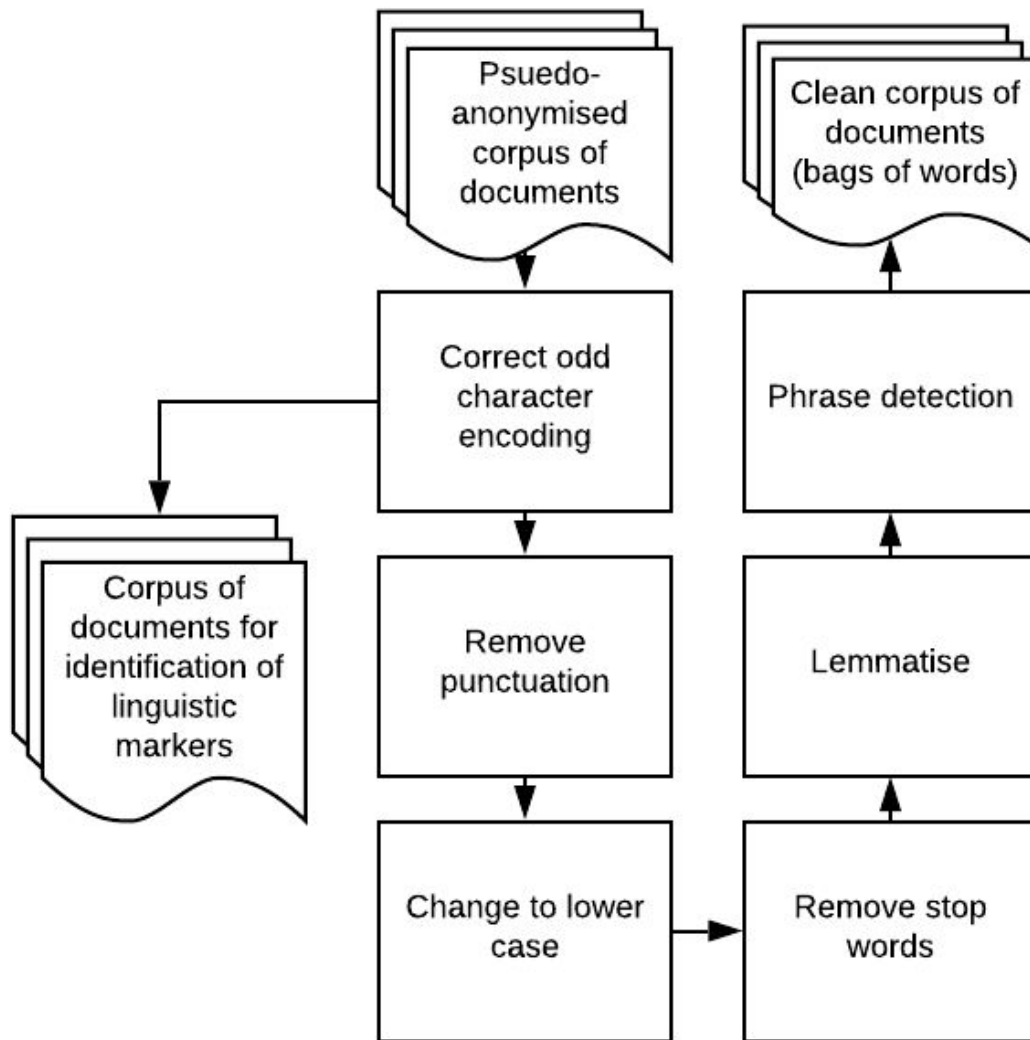 Psuedo-
anonymised
corpus of
documents
Correct odd
character
encoding
Corpus of
documents for
identification of
linguistic
markers
Remove
punctuation
Change to lower
case
Remove stop
words
Lemmatise
Phrase detection
Clean corpus of
documents
(bags of words)